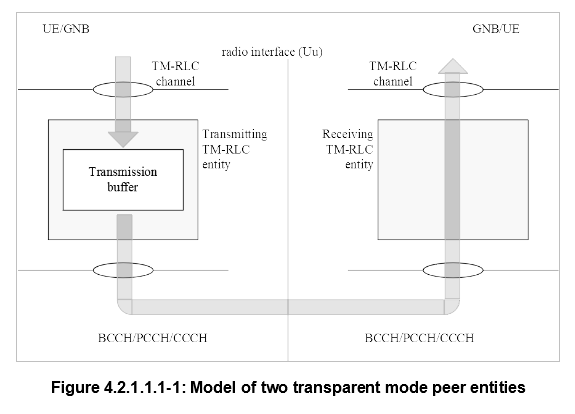 UE/GNB
GNB/UE
radio interface (Uu)
TM-RLC
channel
TM-RLC
channel
Transmitting
TM-RLC
entity
Receiving
TM-RLC
entity
Transmission
buffer
BCCH/PCCH/CCCH
BCCH/PCCH/CCCH
Figure 4.2.1.1.1-1: Model of two transparent mode peer entities